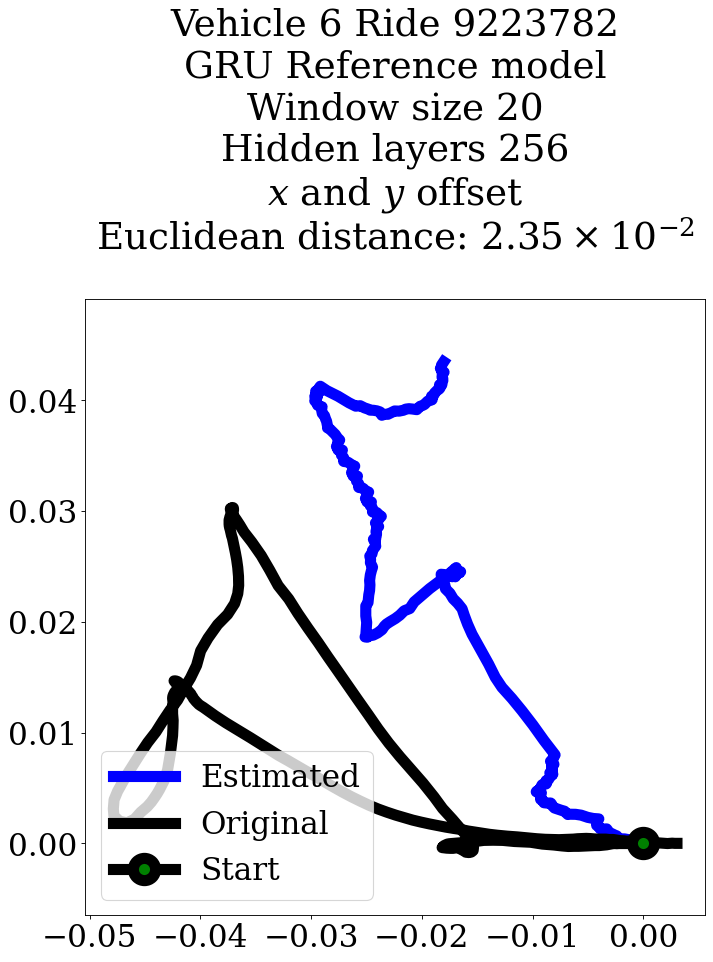 Vehicle 6 Ride 9223782
GRU Reference model
Window size 20
Hidden layers 256
x and y offset
Euclidean distance: 2.35 × 10⁻²
0.04
0.03
0.02
0.01
0.00
Estimated
Original
Start
−0.05 −0.04 −0.03 −0.02 −0.01 0.00